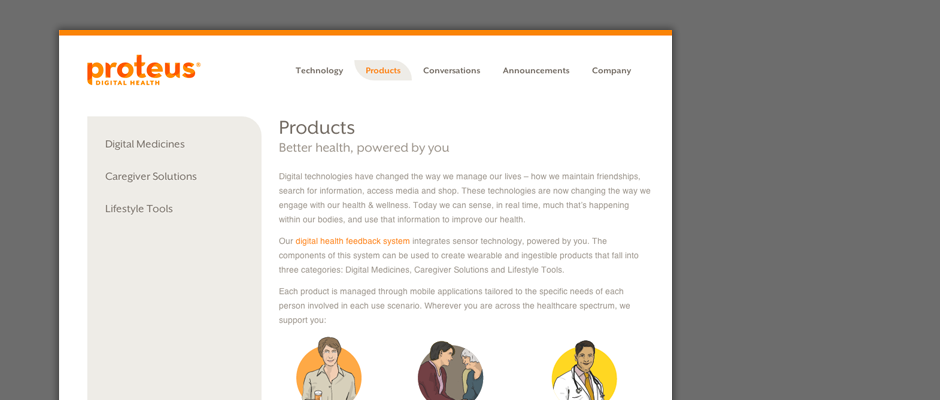 proteus®
DIGITAL HEALTH
Technology
Products
Conversations
Announcements
Company
Digital Medicines
Caregiver Solutions
Lifestyle Tools
Products
Better health, powered by you
Digital technologies have changed the way we manage our lives – how we maintain friendships,
search for information, access media and shop. These technologies are now changing the way we
engage with our health & wellness. Today we can sense, in real time, much that's happening
within our bodies, and use that information to improve our health.
Our digital health feedback system integrates sensor technology, powered by you. The
components of this system can be used to create wearable and ingestible products that fall into
three categories: Digital Medicines, Caregiver Solutions and Lifestyle Tools.
Each product is managed through mobile applications tailored to the specific needs of each
person involved in each use scenario. Wherever you are across the healthcare spectrum, we
support you: